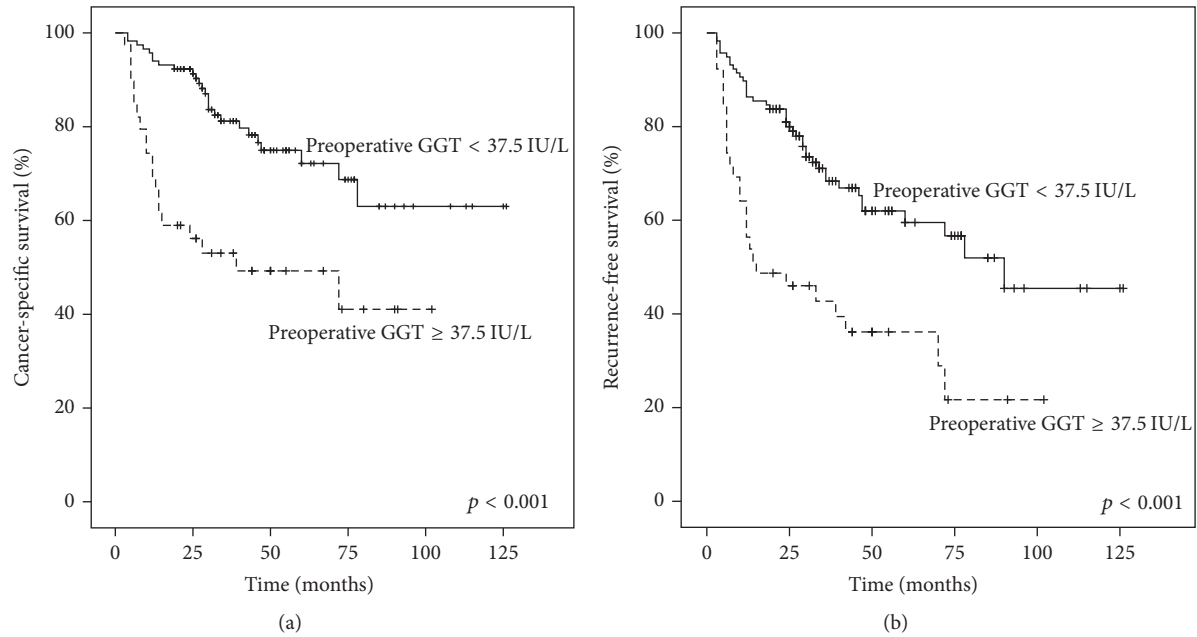 100
80
60
40
20
0
Cancer-specific survival (%)
Preoperative GGT < 37.5 IU/L
Preoperative GGT ≥ 37.5 IU/L
p < 0.001
0 25 50 75 100 125
Time (months)
(a)
100
80
60
40
20
0
Recurrence-free survival (%)
Preoperative GGT < 37.5 IU/L
Preoperative GGT ≥ 37.5 IU/L
p < 0.001
0 25 50 75 100 125
Time (months)
(b)